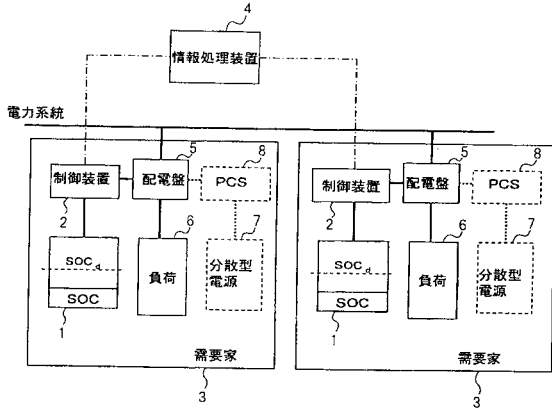 4
情報処理装置
電力系統
5
8
制御装置
配電盤
PCS
2
6
7
SOCd
SOC
負荷
分散型
電源
1
需要家
3
5
8
制御装置
配電盤
PCS
2
6
7
SOCd
SOC
負荷
分散型
電源
1
需要家
3